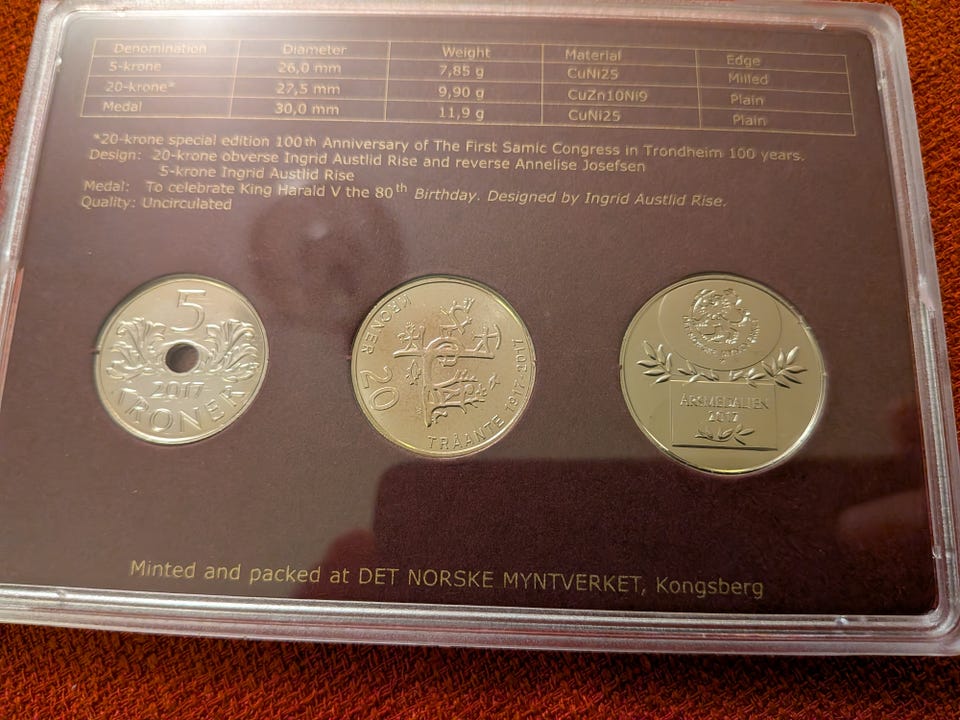 Denomination Diameter Weight Material Edge
5-krone 26,0 mm 7,85 g CuNi25 Milled
20-krone* 27,5 mm 9,90 g CuZn10Ni9 Plain
Medal 30,0 mm 11,9 g CuNi25 Plain
*20-krone special edition 100th Anniversary of The First Samic Congress in Trondheim 100 years.
Design: 20-krone obverse Ingrid Austlid Rise and reverse Annelise Josefsen
5-krone Ingrid Austlid Rise
Medal: To celebrate King Harald V the 80th Birthday. Designed by Ingrid Austlid Rise.
Quality: Uncirculated
5
2017
KRONER
20 KRONER
TRÅANTE 1917-2017
ÅRSMEDALJEN
2017
Minted and packed at DET NORSKE MYNTVERKET, Kongsberg